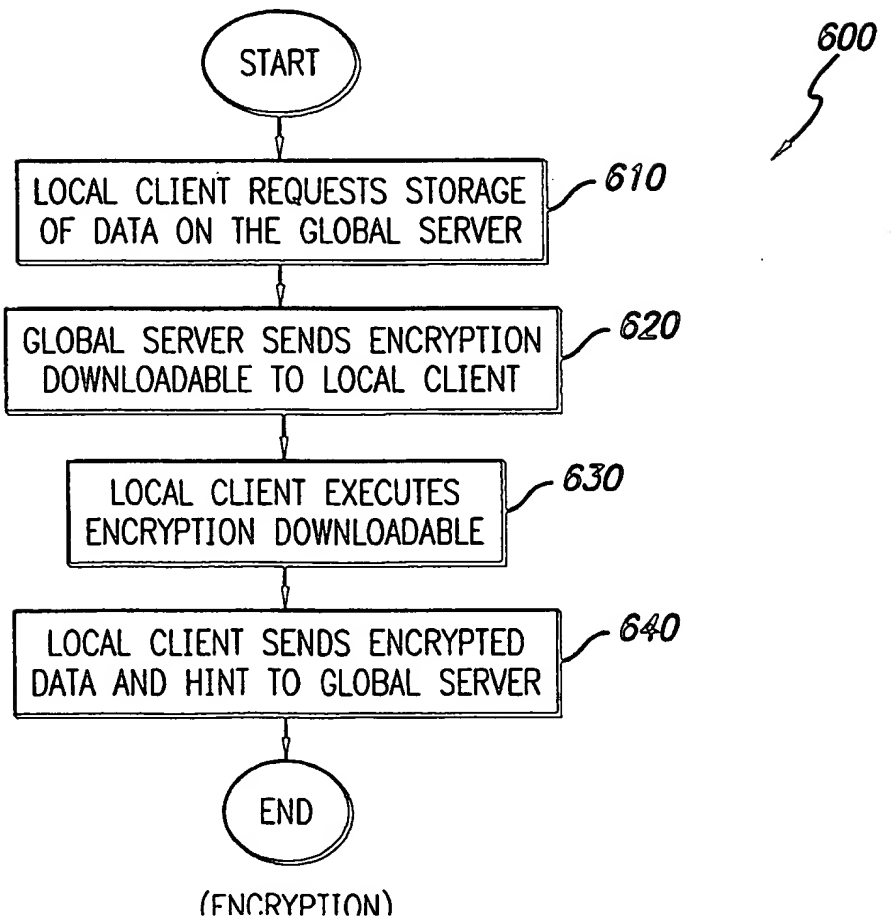 START
600
LOCAL CLIENT REQUESTS STORAGE
OF DATA ON THE GLOBAL SERVER
610
GLOBAL SERVER SENDS ENCRYPTION
DOWNLOADABLE TO LOCAL CLIENT
620
LOCAL CLIENT EXECUTES
ENCRYPTION DOWNLOADABLE
630
LOCAL CLIENT SENDS ENCRYPTED
DATA AND HINT TO GLOBAL SERVER
640
END
(ENCRYPTION)